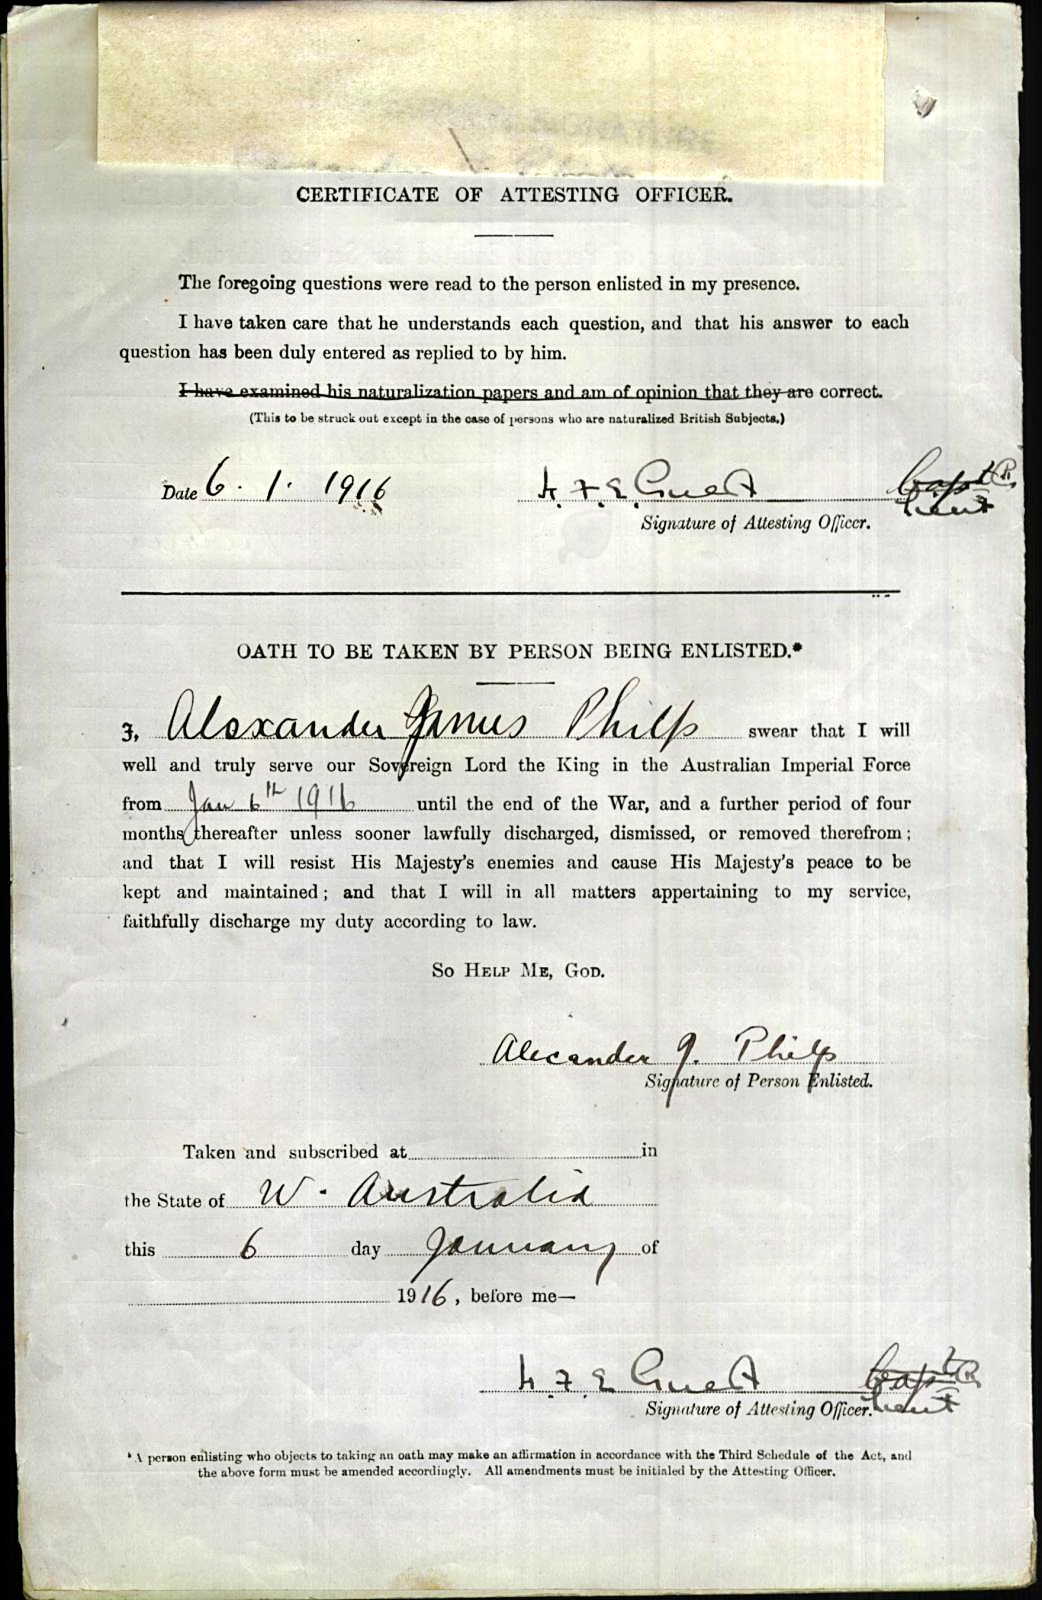 CERTIFICATE OF ATTESTING OFFICER.
The foregoing questions were read to the person enlisted in my presence.
I have taken care that he understands each question, and that his answer to each
question has been duly entered as replied to by him.
I have examined his naturalization papers and am of opinion that they are correct.
(This to be struck out except in the case of persons who are naturalized British Subjects.)
Date 6. 1. 1916 H. F. E. Guest Capt Lieut
Signature of Attesting Officer.
OATH TO BE TAKEN BY PERSON BEING ENLISTED.*
I, Alexander James Philp swear that I will
well and truly serve our Sovereign Lord the King in the Australian Imperial Force
from Jan 6th 1916 until the end of the War, and a further period of four
months thereafter unless sooner lawfully discharged, dismissed, or removed therefrom;
and that I will resist His Majesty's enemies and cause His Majesty's peace to be
kept and maintained; and that I will in all matters appertaining to my service,
faithfully discharge my duty according to law.
So Help Me, God.
Alexander J. Philp
Signature of Person Enlisted.
Taken and subscribed at in
the State of W. Australia
this 6 day January of
1916, before me—
H. F. E. Guest Capt Lieut
Signature of Attesting Officer.
* A person enlisting who objects to taking an oath may make an affirmation in accordance with the Third Schedule of the Act, and
the above form must be amended accordingly. All amendments must be initialed by the Attesting Officer.